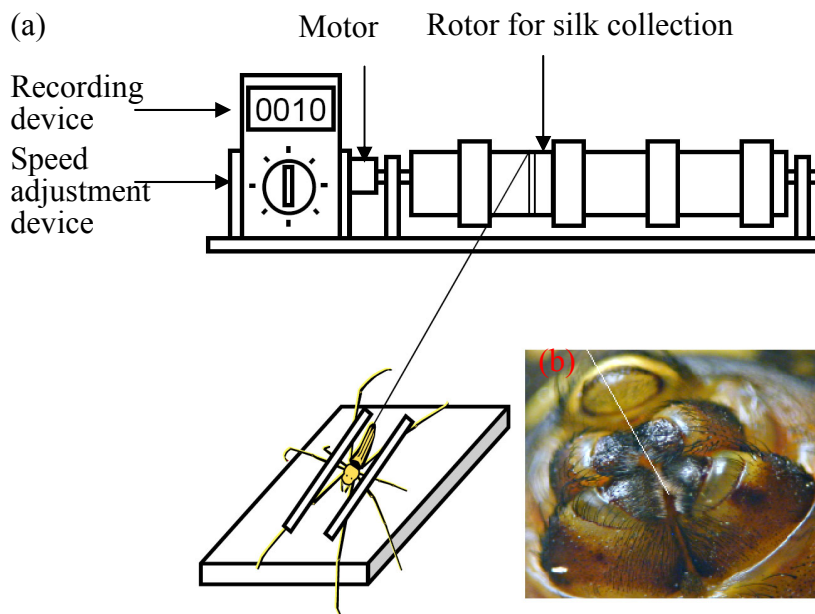 (a)
Motor
Rotor for silk collection
Recording
device
0010
Speed
adjustment
device
(b)